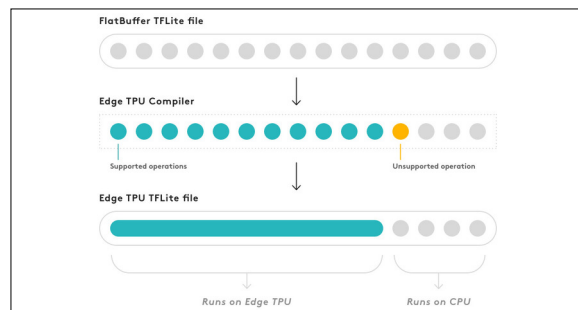 FlatBuffer TFLite file
Edge TPU Compiler
Supported operations
Unsupported operation
Edge TPU TFLite file
Runs on Edge TPU
Runs on CPU